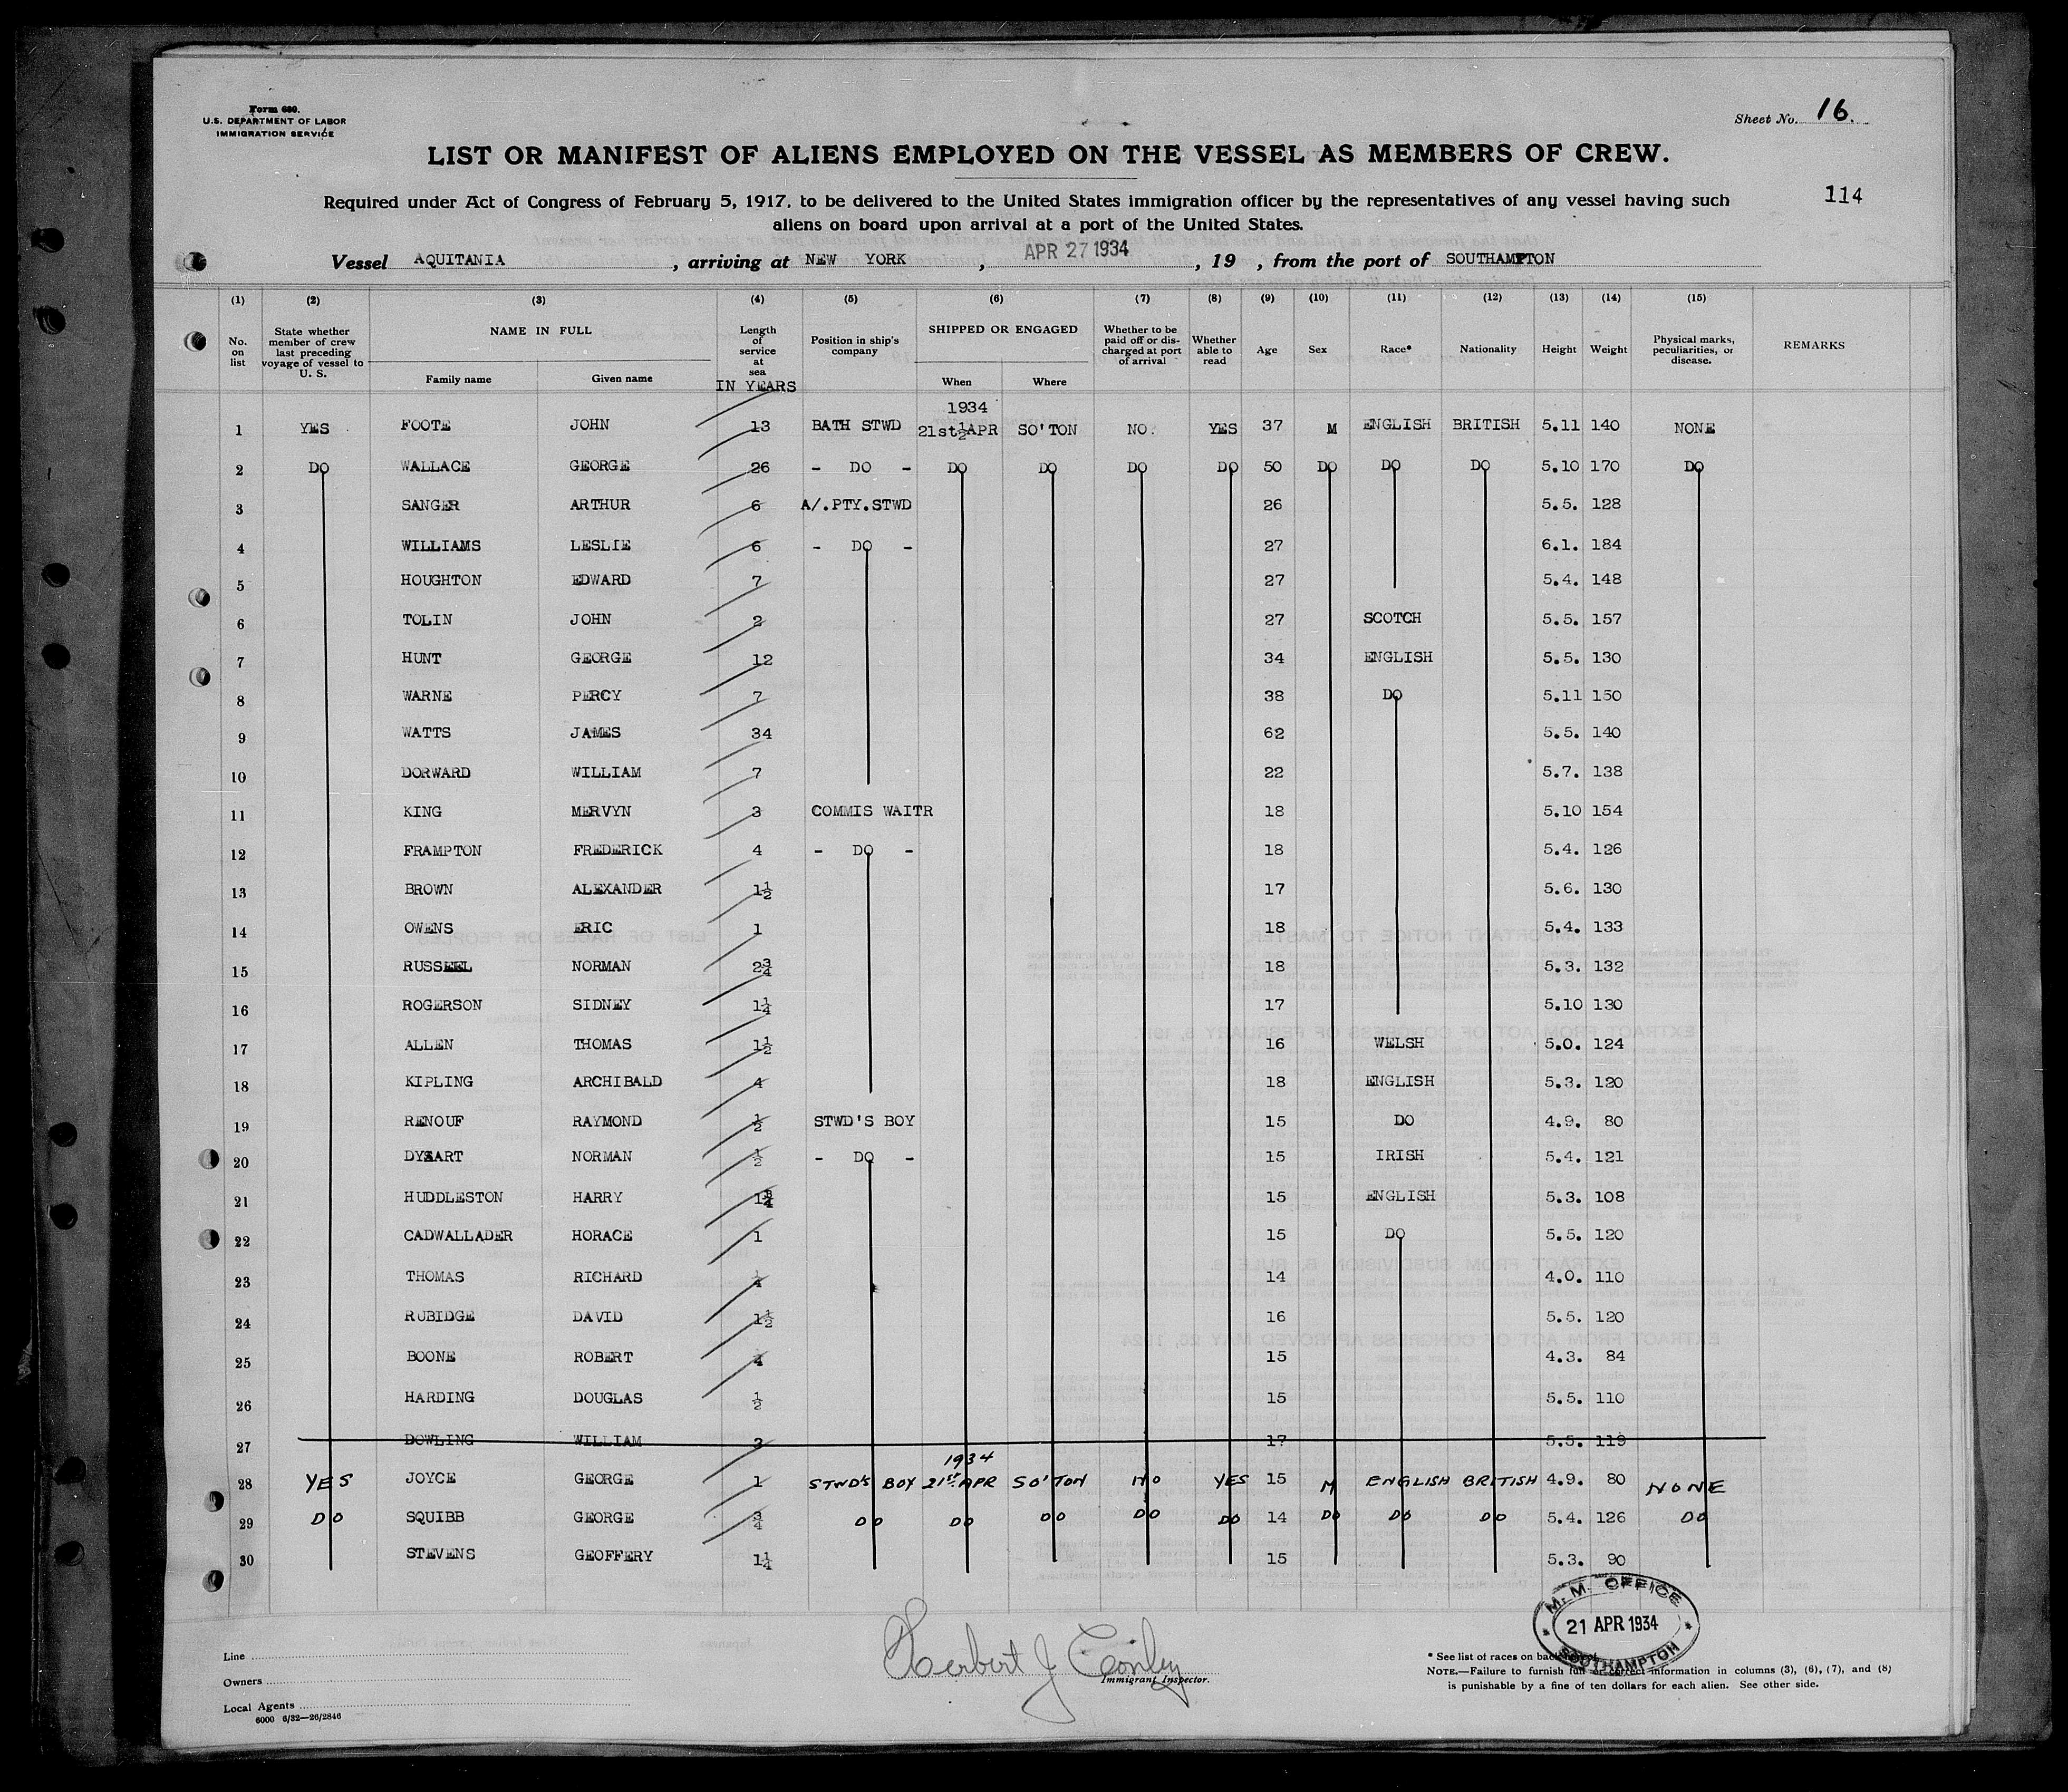 Form 680.
U.S. DEPARTMENT OF LABOR
IMMIGRATION SERVICE
Sheet No. 16.
LIST OR MANIFEST OF ALIENS EMPLOYED ON THE VESSEL AS MEMBERS OF CREW.
Required under Act of Congress of February 5, 1917, to be delivered to the United States immigration officer by the representatives of any vessel having such
aliens on board upon arrival at a port of the United States.
114
Vessel AQUITANIA, arriving at NEW YORK, APR 27 1934, 19 , from the port of SOUTHAMPTON
(1) (2) (3) (4) (5) (6) (7) (8) (9) (10) (11) (12) (13) (14) (15)
No. on list
State whether member of crew last preceding voyage of vessel to U. S.
NAME IN FULL
Family name Given name
Length of service at sea
IN YEARS
Position in ship's company
SHIPPED OR ENGAGED
When Where
Whether to be paid off or discharged at port of arrival
Whether able to read
Age
Sex
Race*
Nationality
Height
Weight
Physical marks, peculiarities, or disease.
REMARKS
1934
1 YES FOOTE JOHN 13 BATH STWD 21st APR SO'TON NO. YES 37 M ENGLISH BRITISH 5.11 140 NONE
2 DO WALLACE GEORGE 26 - DO - DO DO DO DO 50 DO DO DO 5.10 170 DO
3 SANGER ARTHUR 6 A/.PTY.STWD 26 5.5. 128
4 WILLIAMS LESLIE 6 - DO - 27 6.1. 184
5 HOUGHTON EDWARD 7 27 5.4. 148
6 TOLIN JOHN 2 27 SCOTCH 5.5. 157
7 HUNT GEORGE 12 34 ENGLISH 5.5. 130
8 WARNE PERCY 7 38 DO 5.11 150
9 WATTS JAMES 34 62 5.5. 140
10 DORWARD WILLIAM 7 22 5.7. 138
11 KING MERVYN 3 COMMIS WAITR 18 5.10 154
12 FRAMPTON FREDERICK 4 - DO - 18 5.4. 126
13 BROWN ALEXANDER 1½ 17 5.6. 130
14 OWENS ERIC 1 18 5.4. 133
15 RUSSEEL NORMAN 2¾ 18 5.3. 132
16 ROGERSON SIDNEY 1¼ 17 5.10 130
17 ALLEN THOMAS 1½ 16 WELSH 5.0. 124
18 KIPLING ARCHIBALD 4 18 ENGLISH 5.3. 120
19 RENOUF RAYMOND ½ STWD'S BOY 15 DO 4.9. 80
20 DYSART NORMAN ½ - DO - 15 IRISH 5.4. 121
21 HUDDLESTON HARRY 15 ENGLISH 5.3. 108
22 CADWALLADER HORACE 1 15 DO 5.5. 120
23 THOMAS RICHARD ¼ 14 4.0. 110
24 RUBIDGE DAVID 1½ 16 5.5. 120
25 BOONE ROBERT 15 4.3. 84
26 HARDING DOUGLAS ½ 15 5.5. 110
27 DOWLING WILLIAM 17 5.5. 119
1934
28 YES JOYCE GEORGE 1 STWD'S BOY 21ST APR SO'TON NO YES 15 M ENGLISH BRITISH 4.9. 80 NONE
29 DO SQUIBB GEORGE ¾ DO DO DO DO DO 14 DO DO DO 5.4. 126 DO
30 STEVENS GEOFFERY 1¼ 15 5.3. 90
M. M. OFFICE
21 APR 1934
SOUTHAMPTON
Line
Owners
Local Agents
6000 6/32—26/2846
Herbert J Conley
Immigrant Inspector.
* See list of races on back
NOTE.—Failure to furnish full or correct information in columns (3), (6), (7), and (8)
is punishable by a fine of ten dollars for each alien. See other side.